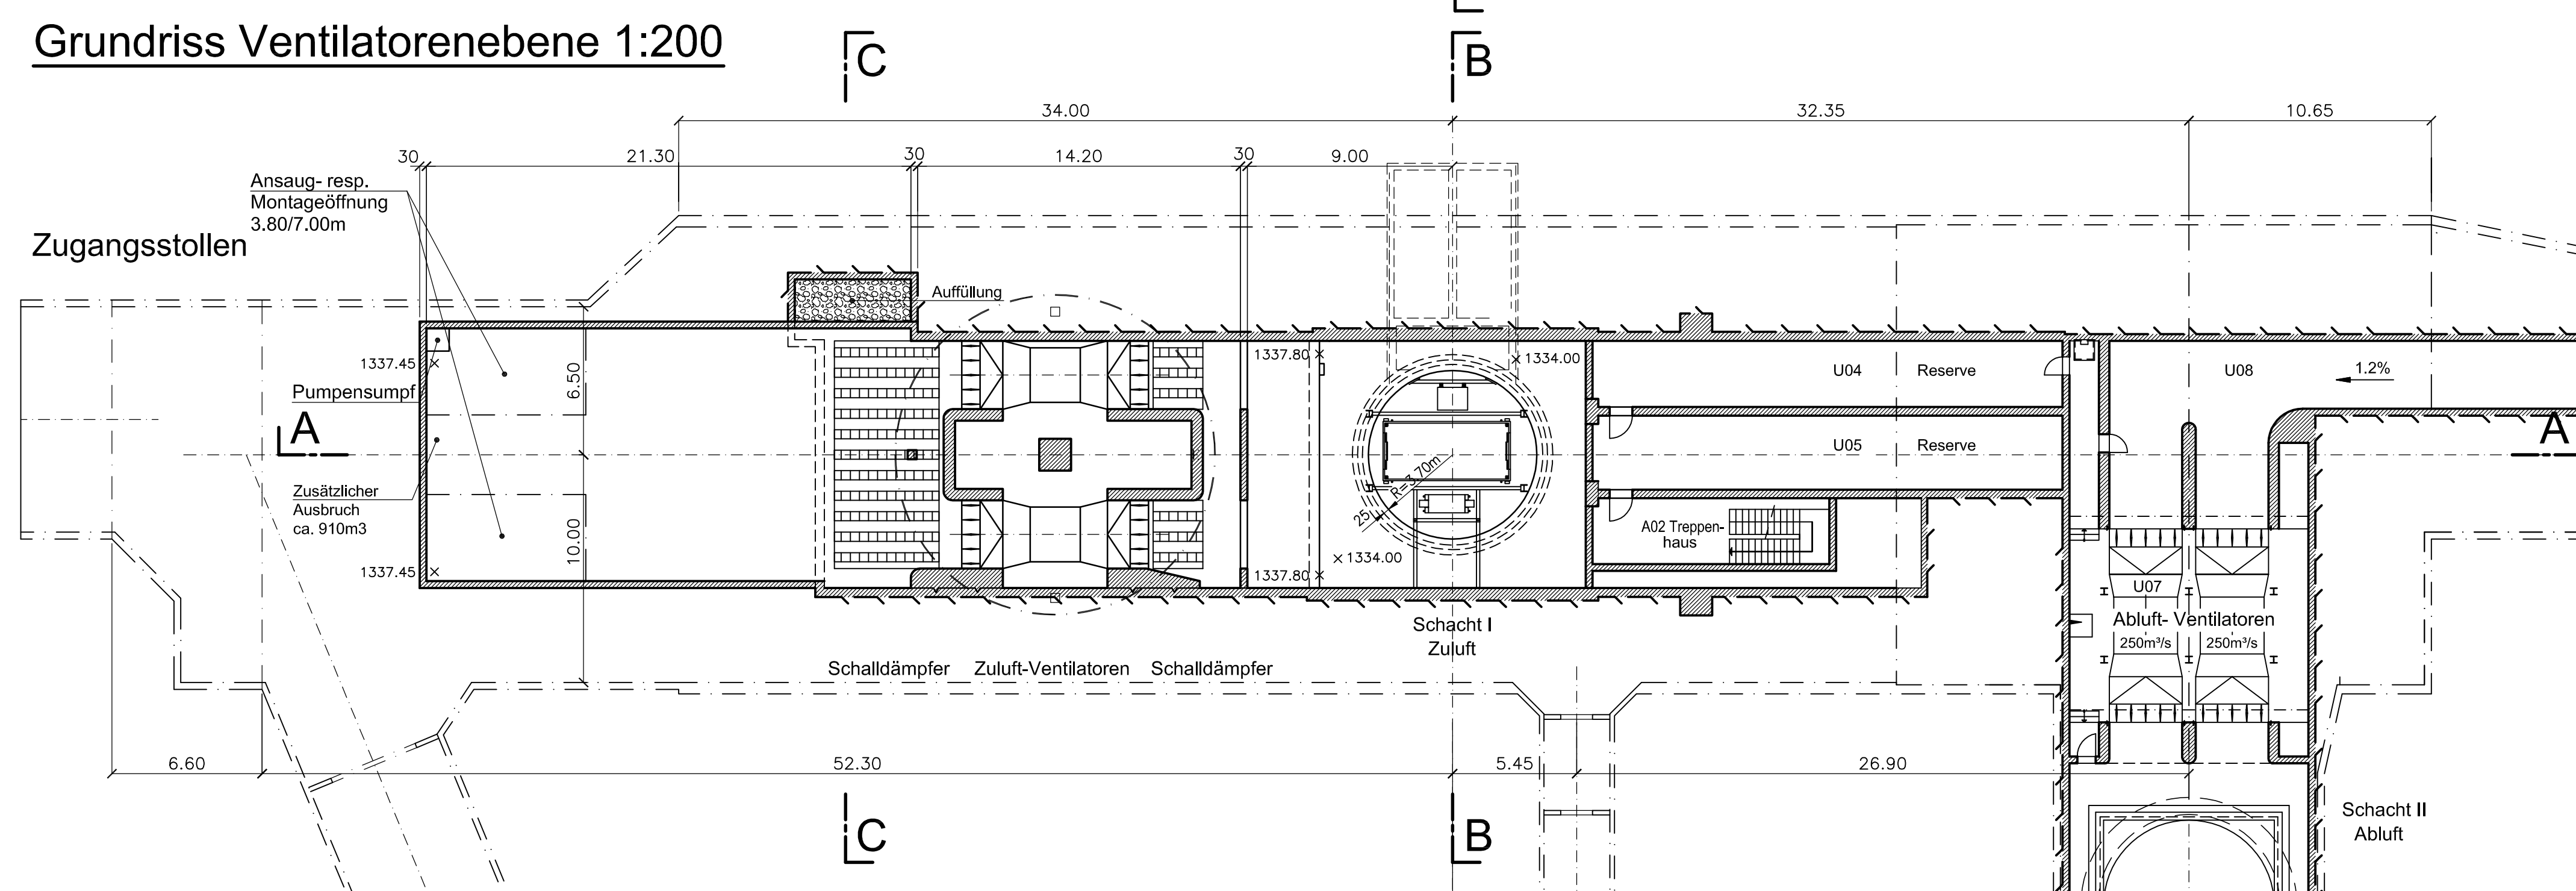 Grundriss Ventilatorenebene 1:200
C
B
34.00
32.35
10.65
30
21.30
30
14.20
30
9.00
Ansaug- resp.
Montageöffnung
3.80/7.00m
Zugangsstollen
Auffüllung
1337.45
6.50
1337.80
1334.00
U04 Reserve
U08
1.2%
Pumpensumpf
A
A
U05 Reserve
R=3.70m
25
Zusätzlicher
Ausbruch
ca. 910m3
10.00
A02 Treppen-
haus
1334.00
1337.45
1337.80
U07
Abluft- Ventilatoren
250m³/s
250m³/s
Schacht I
Zuluft
Schalldämpfer
Zuluft-Ventilatoren
Schalldämpfer
6.60
52.30
5.45
26.90
C
B
Schacht II
Abluft